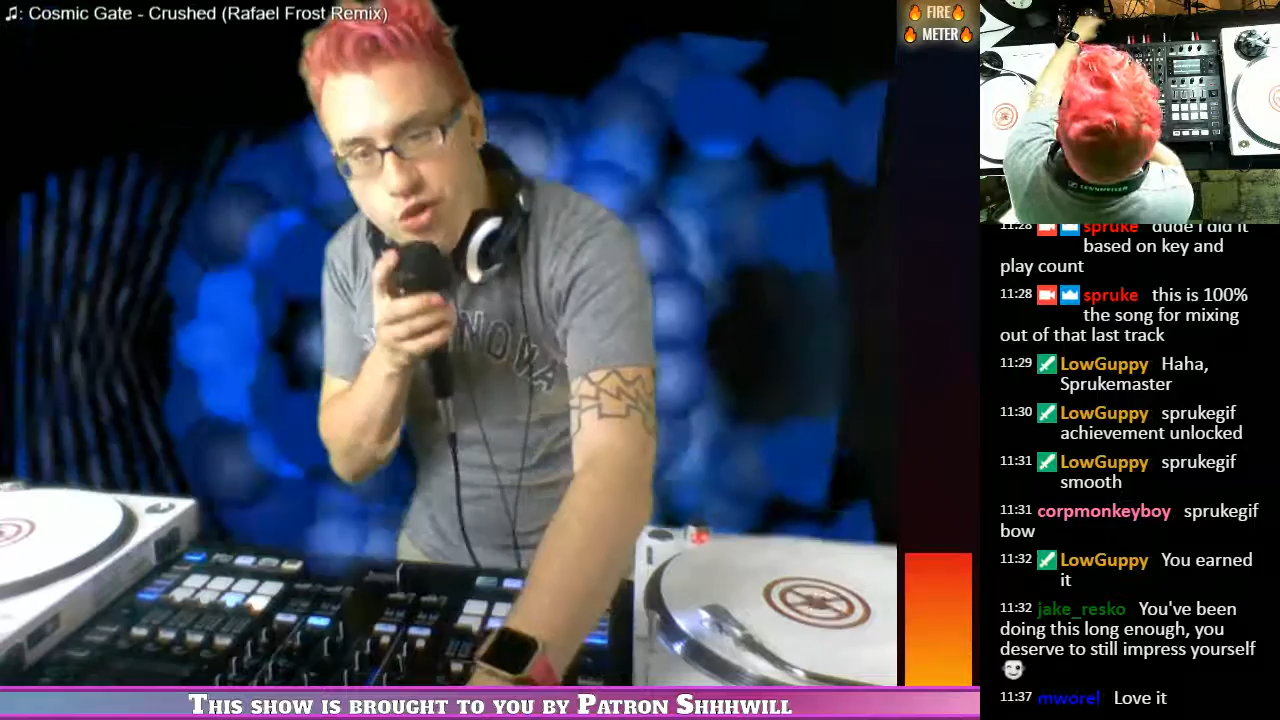 ♫: Cosmic Gate - Crushed (Rafael Frost Remix)
🔥 FIRE🔥
🔥 METER🔥
11:28 spruke dude I did it
based on key and
play count
11:28 spruke this is 100%
the song for mixing
out of that last track
11:29 LowGuppy Haha,
Sprukemaster
11:30 LowGuppy sprukegif
achievement unlocked
11:31 LowGuppy sprukegif
smooth
11:31 corpmonkeyboy sprukegif
bow
11:32 LowGuppy You earned
it
11:32 jake_resko You've been
doing this long enough, you
deserve to still impress yourself
11:37 mworel Love it
THIS SHOW IS BROUGHT TO YOU BY PATRON SHHHWILL